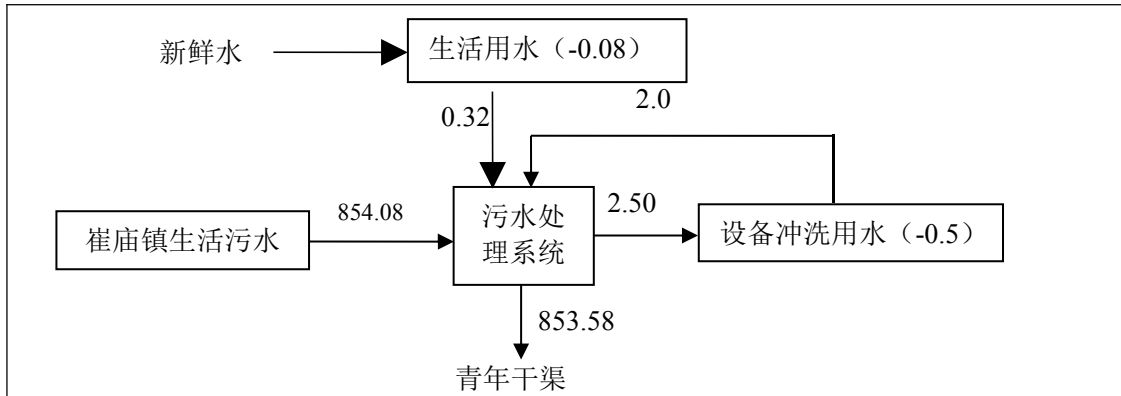 新鲜水
生活用水（-0.08）
2.0
0.32
崔庙镇生活污水
854.08
污水处
理系统
2.50
设备冲洗用水（-0.5）
853.58
青年干渠